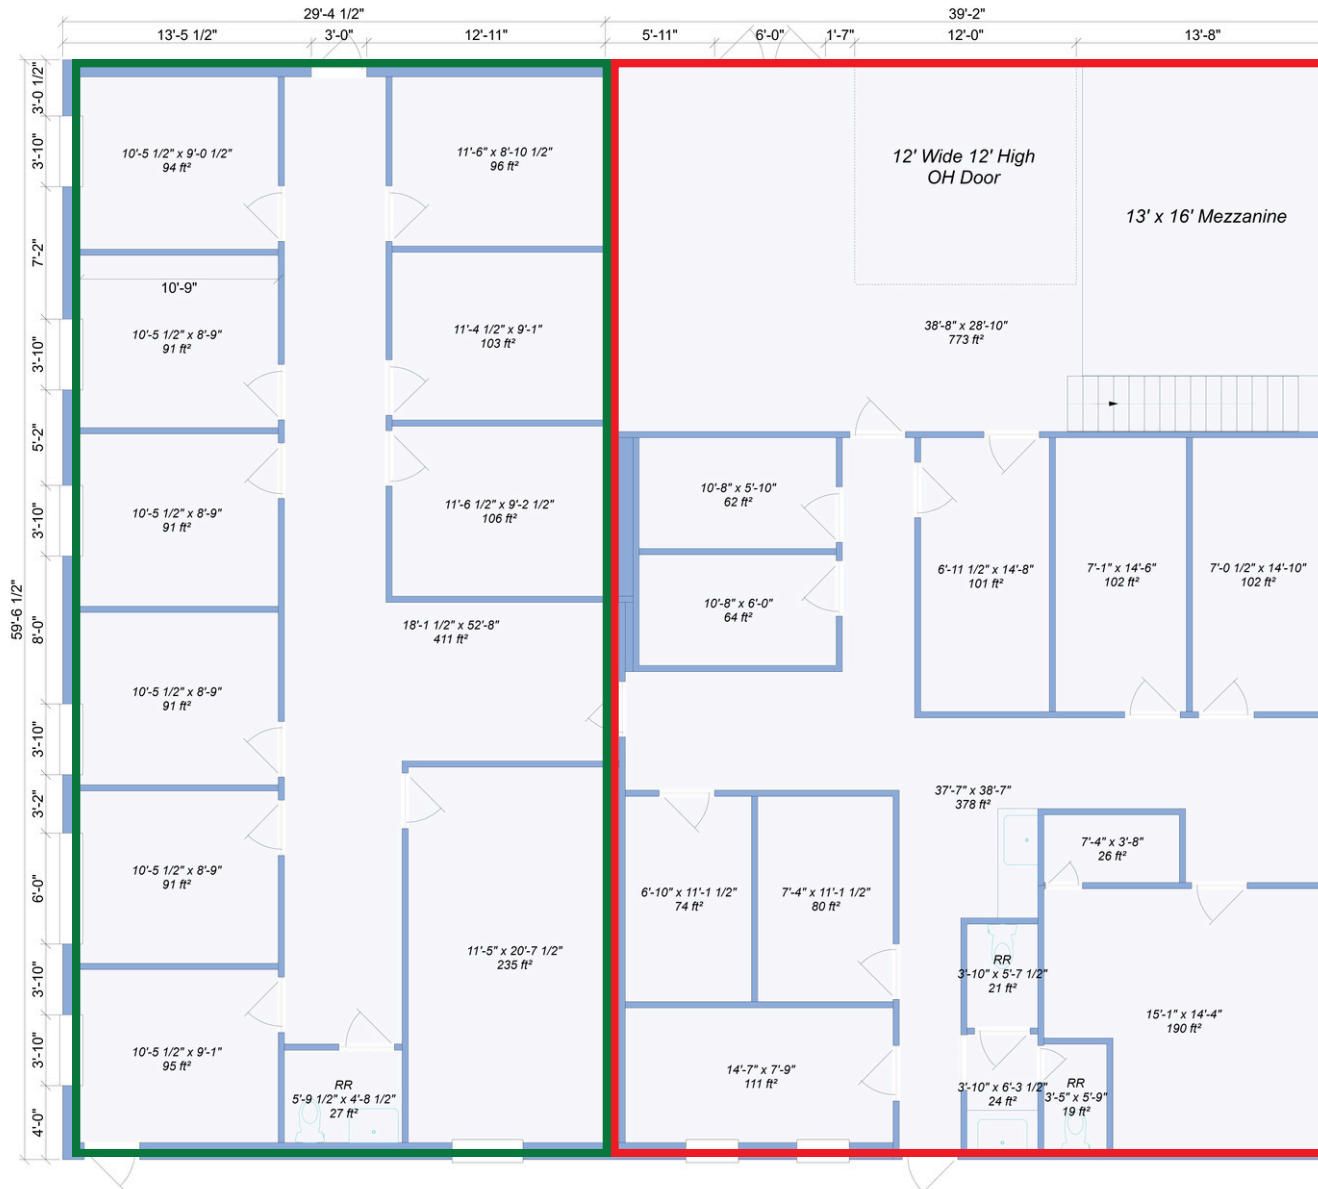 29'-4 1/2"
39'-2"
13'-5 1/2"
3'-0"
12'-11"
5'-11"
6'-0"
1'-7"
12'-0"
13'-8"
59'-6 1/2"
3'-0 1/2"
3'-10"
7'-2"
3'-10"
5'-2"
3'-10"
8'-0"
3'-10"
3'-2"
6'-0"
3'-10"
3'-10"
4'-0"
10'-5 1/2" x 9'-0 1/2"
94 ft²
11'-6" x 8'-10 1/2"
96 ft²
10'-9"
10'-5 1/2" x 8'-9"
91 ft²
11'-4 1/2" x 9'-1"
103 ft²
10'-5 1/2" x 8'-9"
91 ft²
11'-6 1/2" x 9'-2 1/2"
106 ft²
18'-1 1/2" x 52'-8"
411 ft²
10'-5 1/2" x 8'-9"
91 ft²
10'-5 1/2" x 8'-9"
91 ft²
11'-5" x 20'-7 1/2"
235 ft²
10'-5 1/2" x 9'-1"
95 ft²
RR
5'-9 1/2" x 4'-8 1/2"
27 ft²
12' Wide 12' High
OH Door
13' x 16' Mezzanine
38'-8" x 28'-10"
773 ft²
10'-8" x 5'-10"
62 ft²
10'-8" x 6'-0"
64 ft²
6'-11 1/2" x 14'-8"
101 ft²
7'-1" x 14'-6"
102 ft²
7'-0 1/2" x 14'-10"
102 ft²
37'-7" x 38'-7"
378 ft²
7'-4" x 3'-8"
26 ft²
6'-10" x 11'-1 1/2"
74 ft²
7'-4" x 11'-1 1/2"
80 ft²
RR
3'-10" x 5'-7 1/2"
21 ft²
15'-1" x 14'-4"
190 ft²
14'-7" x 7'-9"
111 ft²
3'-10" x 6'-3 1/2"
24 ft²
RR
3'-5" x 5'-9"
19 ft²